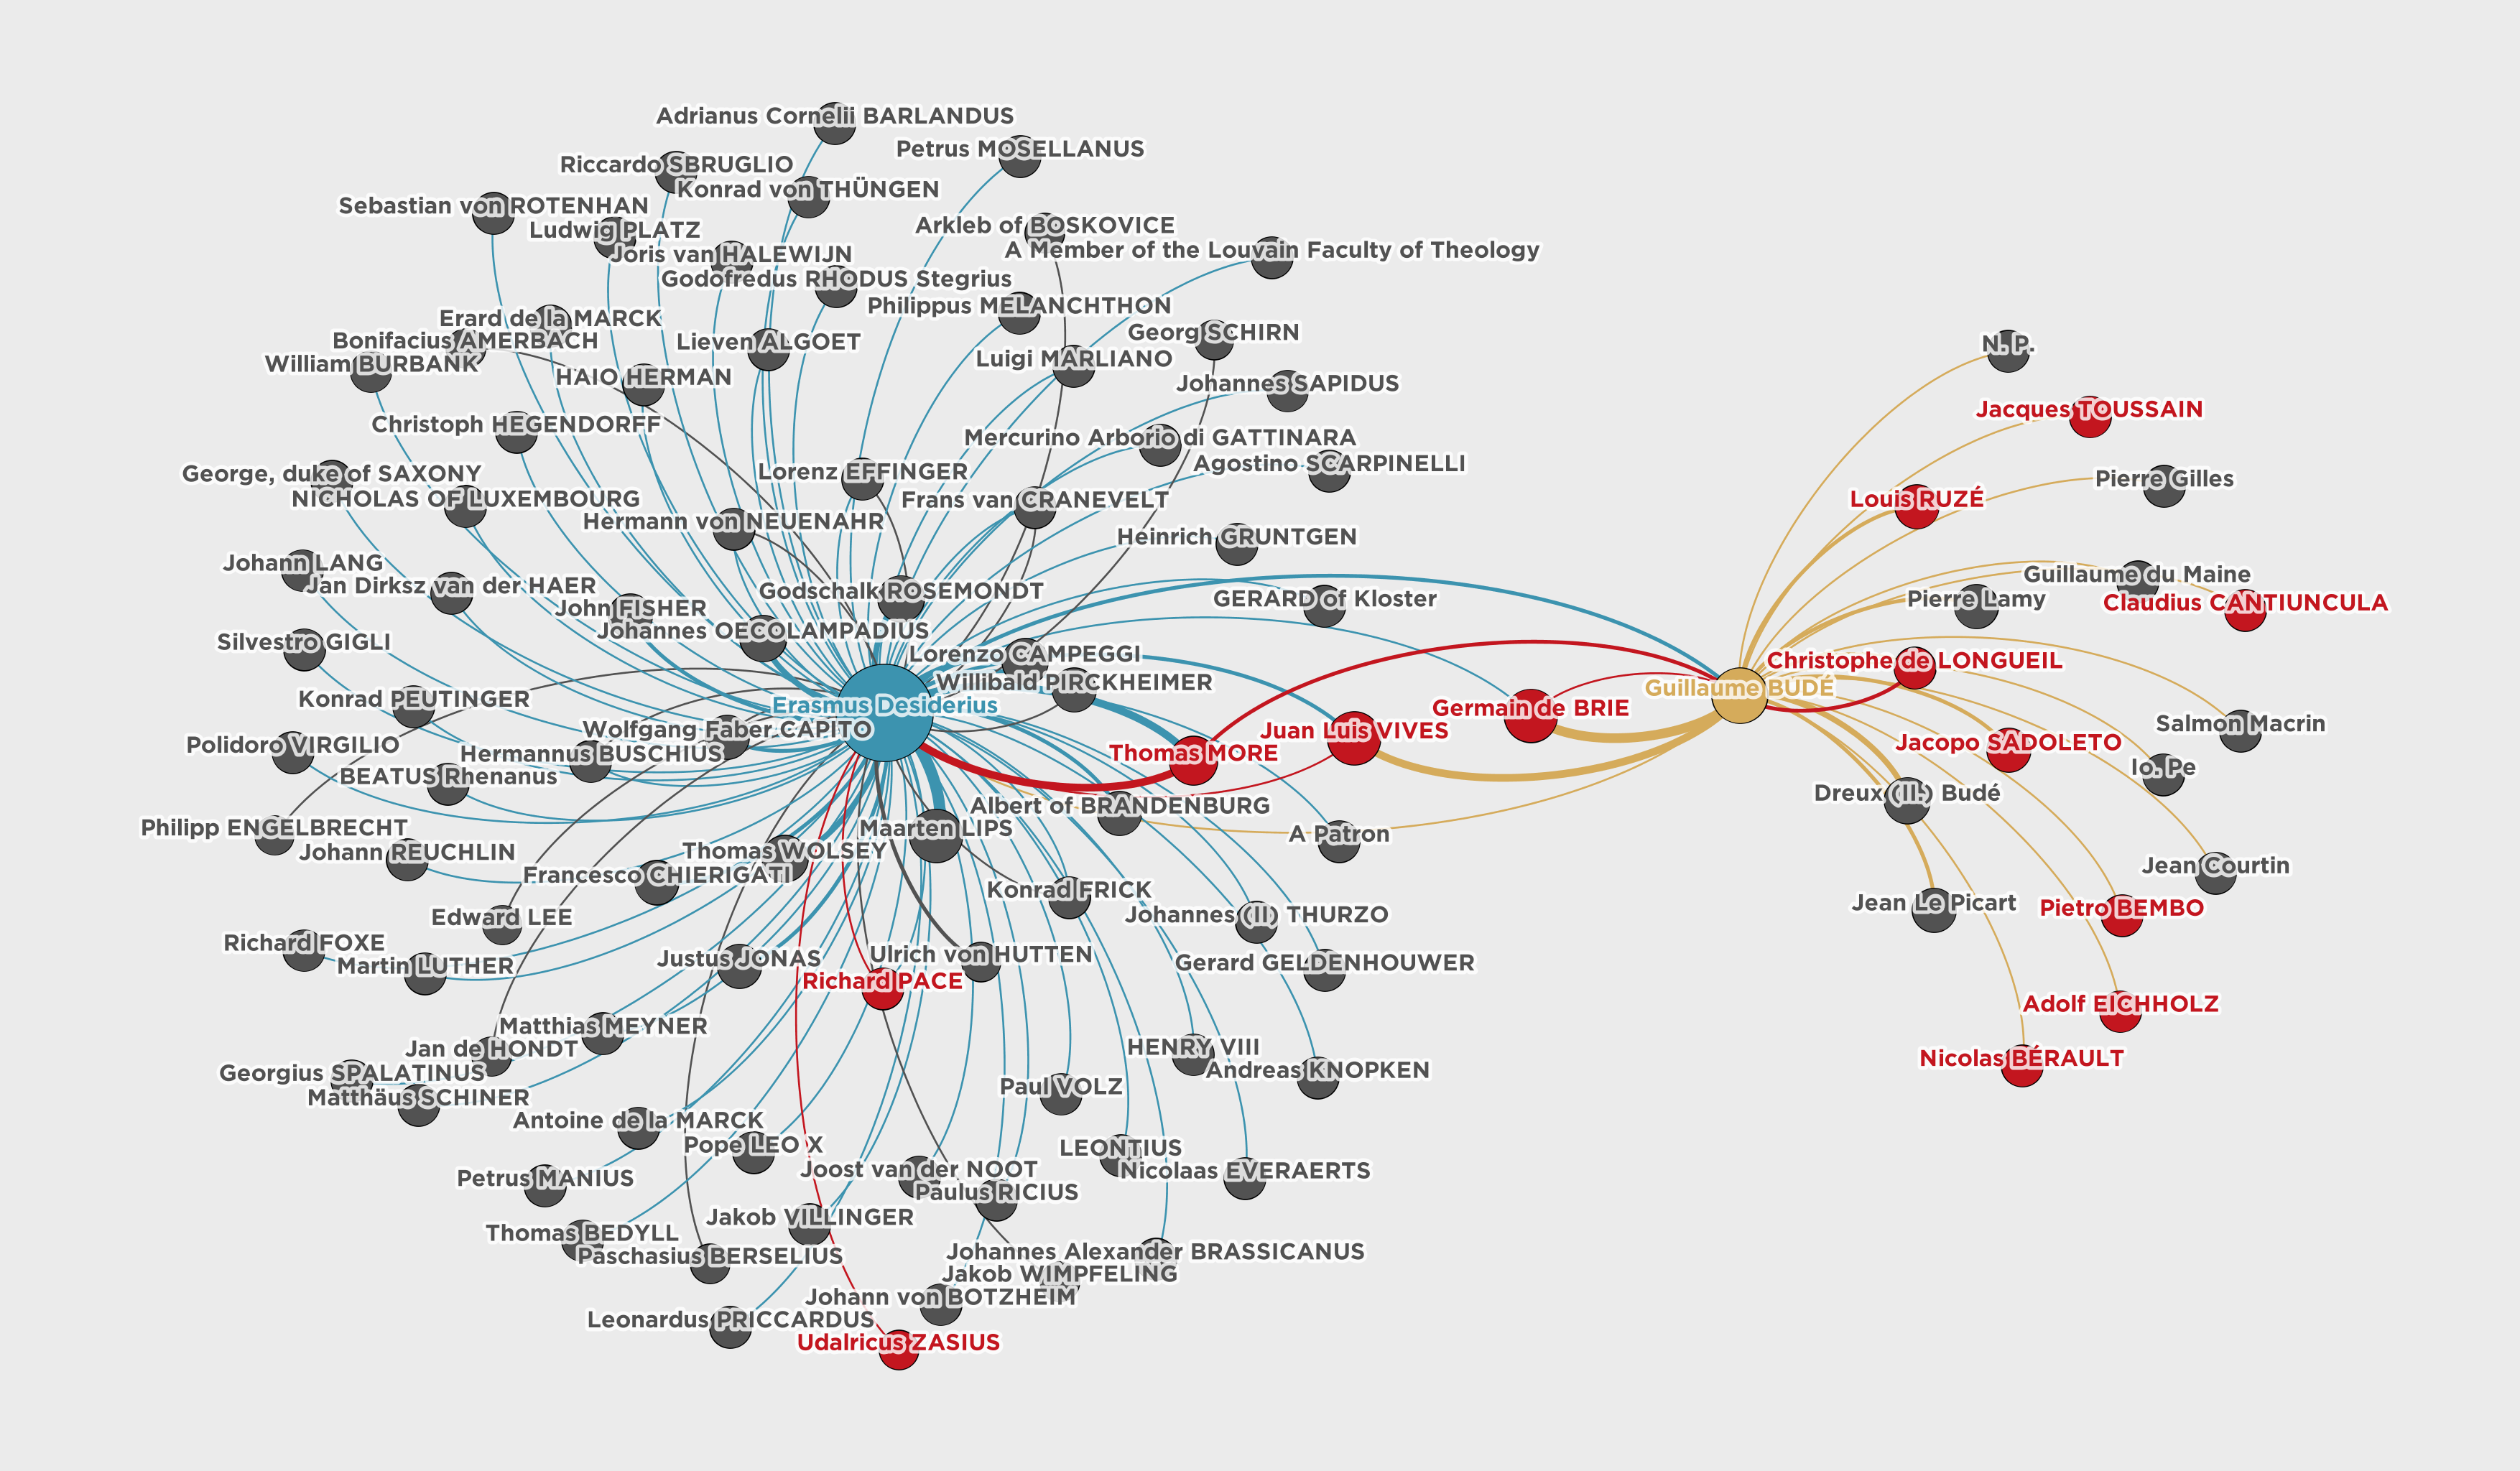 Adrianus Cornelii BARLANDUS
Petrus MOSELLANUS
Riccardo SBRUGLIO
Konrad von THÜNGEN
Sebastian von ROTENHAN
Arkleb of BOSKOVICE
Ludwig PLATZ
A Member of the Louvain Faculty of Theology
Joris van HALEWIJN
Godofredus RHODUS Stegrius
Philippus MELANCHTHON
Erard de la MARCK
Georg SCHIRN
Bonifacius AMERBACH
Lieven ALGOET
N. P.
Luigi MARLIANO
William BURBANK
HAIO HERMAN
Johannes SAPIDUS
Jacques TOUSSAIN
Christoph HEGENDORFF
Mercurino Arborio di GATTINARA
Agostino SCARPINELLI
Lorenz EFFINGER
George, duke of SAXONY
Pierre Gilles
NICHOLAS OF LUXEMBOURG
Frans van CRANEVELT
Louis RUZÉ
Hermann von NEUENAHR
Heinrich GRUNTGEN
Johann LANG
Guillaume du Maine
Jan Dirksz van der HAER
Godschalk ROSEMONDT
GERARD of Kloster
Pierre Lamy
Claudius CANTIUNCULA
John FISHER
Johannes OECOLAMPADIUS
Silvestro GIGLI
Lorenzo CAMPEGGI
Christophe de LONGUEIL
Willibald PIRCKHEIMER
Guillaume BUDÉ
Konrad PEUTINGER
Erasmus Desiderius
Germain de BRIE
Salmon Macrin
Wolfgang Faber CAPITO
Juan Luis VIVES
Polidoro VIRGILIO
Jacopo SADOLETO
Hermannus BUSCHIUS
Thomas MORE
Io. Pe
BEATUS Rhenanus
Dreux (II.) Budé
Albert of BRANDENBURG
Philipp ENGELBRECHT
Maarten LIPS
A Patron
Johann REUCHLIN
Thomas WOLSEY
Jean Courtin
Francesco CHIERIGATI
Konrad FRICK
Jean Le Picart
Pietro BEMBO
Edward LEE
Johannes (II) THURZO
Richard FOXE
Ulrich von HUTTEN
Justus JONAS
Gerard GELDENHOUWER
Martin LUTHER
Richard PACE
Adolf EICHHOLZ
Matthias MEYNER
Jan de HONDT
HENRY VIII
Nicolas BÉRAULT
Georgius SPALATINUS
Andreas KNOPKEN
Paul VOLZ
Matthäus SCHINER
Antoine de la MARCK
Pope LEO X
LEONTIUS
Joost van der NOOT
Nicolaas EVERAERTS
Petrus MANIUS
Paulus RICIUS
Jakob VILLINGER
Thomas BEDYLL
Johannes Alexander BRASSICANUS
Paschasius BERSELIUS
Jakob WIMPFELING
Johann von BOTZHEIM
Leonardus PRICCARDUS
Udalricus ZASIUS